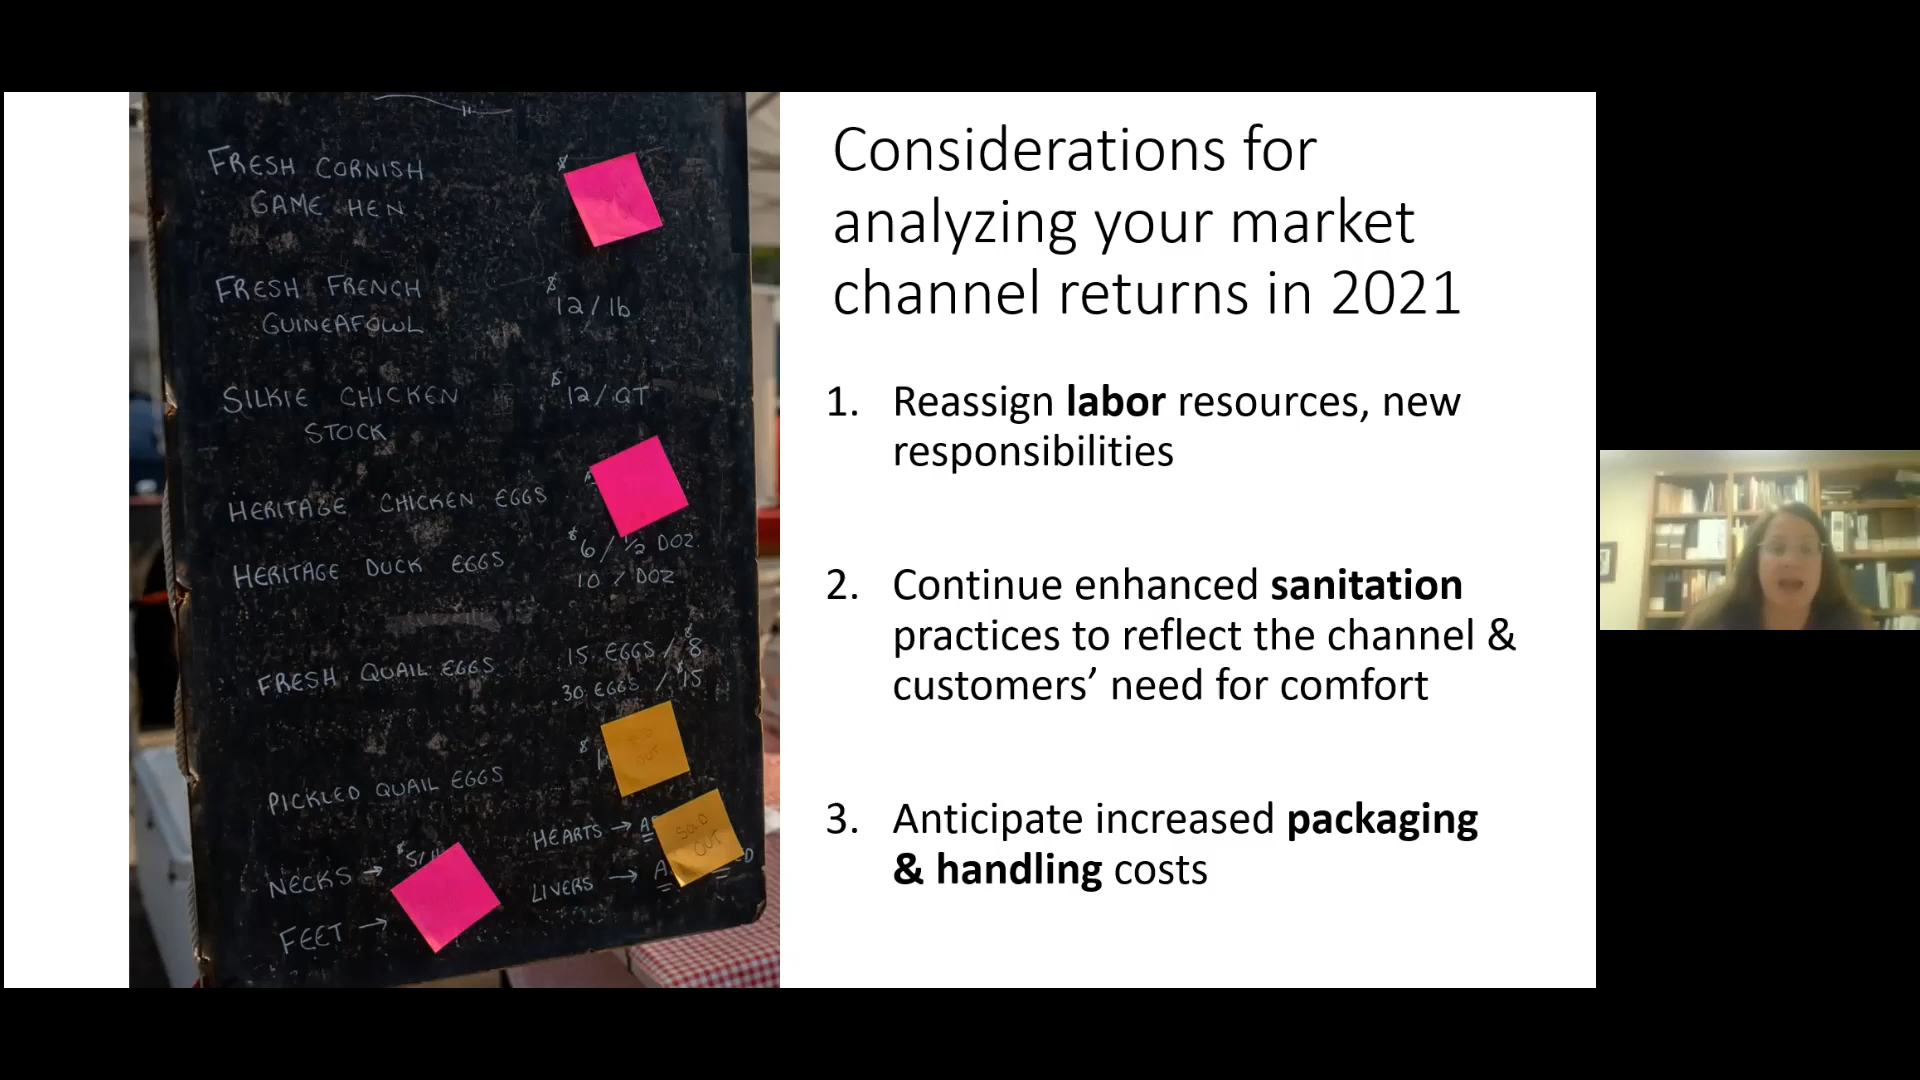 FRESH CORNISH $
GAME HEN
FRESH FRENCH $
GUINEAFOWL 12/lb
SILKIE CHICKEN $12/QT
STOCK
HERITAGE CHICKEN EGGS
HERITAGE DUCK EGGS $6/½ DOZ.
10/DOZ
FRESH QUAIL EGGS 15 EGGS/$8
30 EGGS/$15
PICKLED QUAIL EGGS $
SOLD
OUT
NECKS → $5/ HEARTS →
FEET → LIVERS →
Considerations for
analyzing your market
channel returns in 2021
1. Reassign labor resources, new
responsibilities
2. Continue enhanced sanitation
practices to reflect the channel &
customers’ need for comfort
3. Anticipate increased packaging
& handling costs